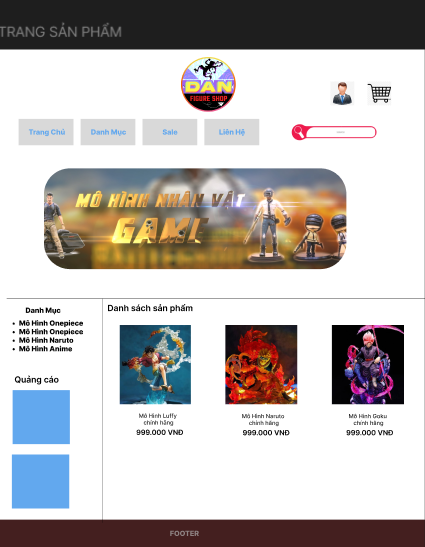 TRANG SẢN PHẨM
DAN
FIGURE SHOP
Trang Chủ
Danh Mục
Sale
Liên Hệ
MÔ HÌNH NHÂN VẬT
GAME
Danh Mục
Mô Hình Onepiece
Mô Hình Onepiece
Mô Hình Naruto
Mô Hình Anime
Quảng cáo
Danh sách sản phẩm
Mô Hình Luffy
chính hãng
999.000 VNĐ
Mô Hình Naruto
chính hãng
999.000 VNĐ
Mô Hình Goku
chính hãng
999.000 VNĐ
FOOTER